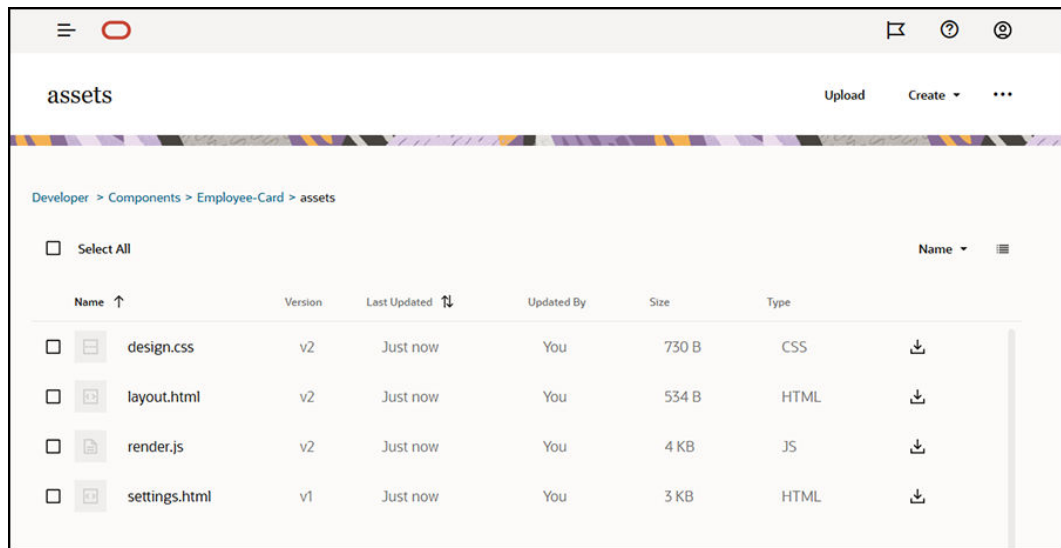 assets
Upload Create
Developer > Components > Employee-Card > assets
Select All Name
Name Version Last Updated Updated By Size Type
design.css v2 Just now You 730 B CSS
layout.html v2 Just now You 534 B HTML
render.js v2 Just now You 4 KB JS
settings.html v1 Just now You 3 KB HTML